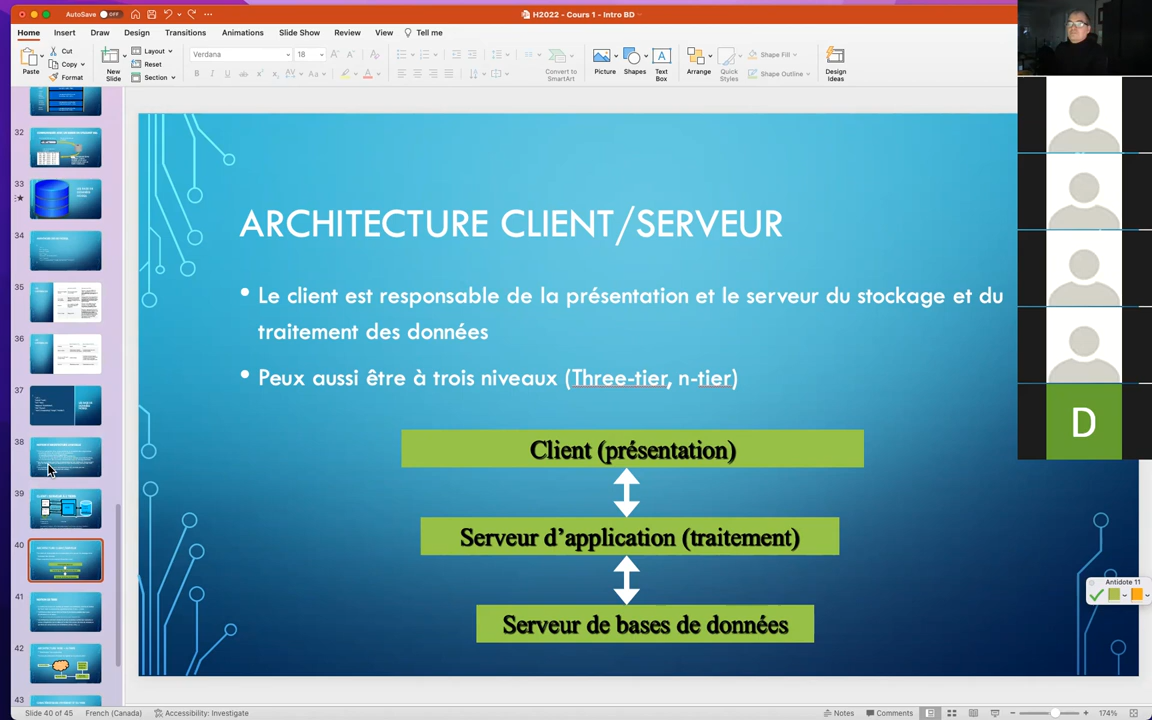 AutoSave OFF
H2022 - Cours 1 - Intro BD
Home Insert Draw Design Transitions Animations Slide Show Review View Tell me
Paste
Cut
Copy
Format
New Slide
Layout
Reset
Section
Verdana 18
Convert to SmartArt
Picture Shapes Text Box
Arrange Quick Styles
Shape Fill
Shape Outline
Design Ideas
32
33
34
35
36
37
38
39
40
41
42
43
ARCHITECTURE CLIENT/SERVEUR
• Le client est responsable de la présentation et le serveur du stockage et du
traitement des données
• Peux aussi être à trois niveaux (Three-tier, n-tier)
Client (présentation)
Serveur d'application (traitement)
Serveur de bases de données
D
Antidote 11
Slide 40 of 45 French (Canada) Accessibility: Investigate Notes Comments 174%